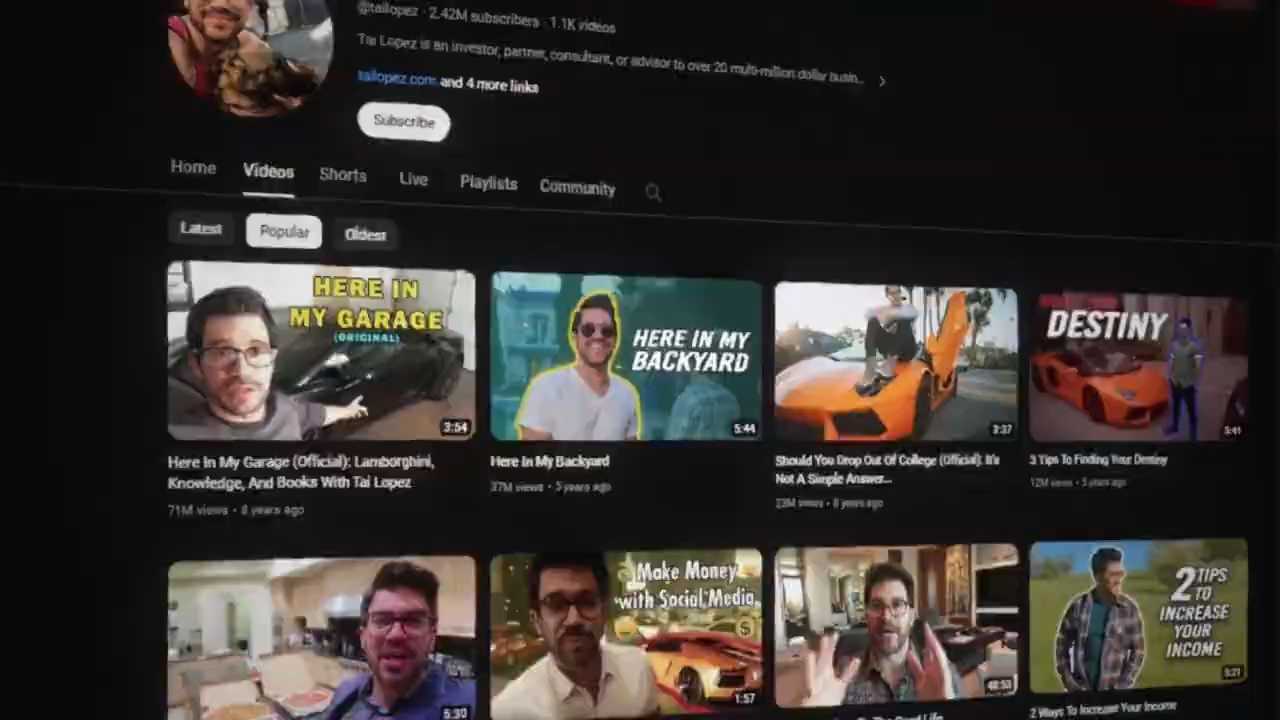 @tailopez · 2.42M subscribers · 1.1K videos
Tai Lopez is an investor, partner, consultant, or advisor to over 20 multi-million dollar busin...
tailopez.com and 4 more links
Subscribe
Home Videos Shorts Live Playlists Community
Latest Popular Oldest
HERE IN
MY GARAGE
(ORIGINAL)
3:54
HERE IN MY
BACKYARD
5:44
3:37
DESTINY
5:41
Here In My Garage (Official): Lamborghini,
Knowledge, And Books With Tai Lopez
71M views · 8 years ago
Here In My Backyard
37M views · 5 years ago
Should You Drop Out Of College (Official). It's
Not A Simple Answer...
23M views · 8 years ago
3 Tips To Finding Your Destiny
12M views · 5 years ago
5:30
Make Money
with Social Media
$
1:57
48:53
2 TIPS
TO
INCREASE
YOUR
INCOME
5:21
The Good Life
2 Ways To Increase Your Income